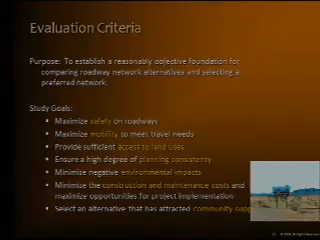 Evaluation Criteria
Purpose: To establish a reasonably objective foundation for
comparing roadway network alternatives and selecting a
preferred network.
Study Goals:
Maximize safety on roadways
Maximize mobility to meet travel needs
Provide sufficient access to land uses
Ensure a high degree of planning consistency
Minimize negative environmental impacts
Minimize the construction and maintenance costs and
maximize opportunities for project implementation
Select an alternative that has attracted community